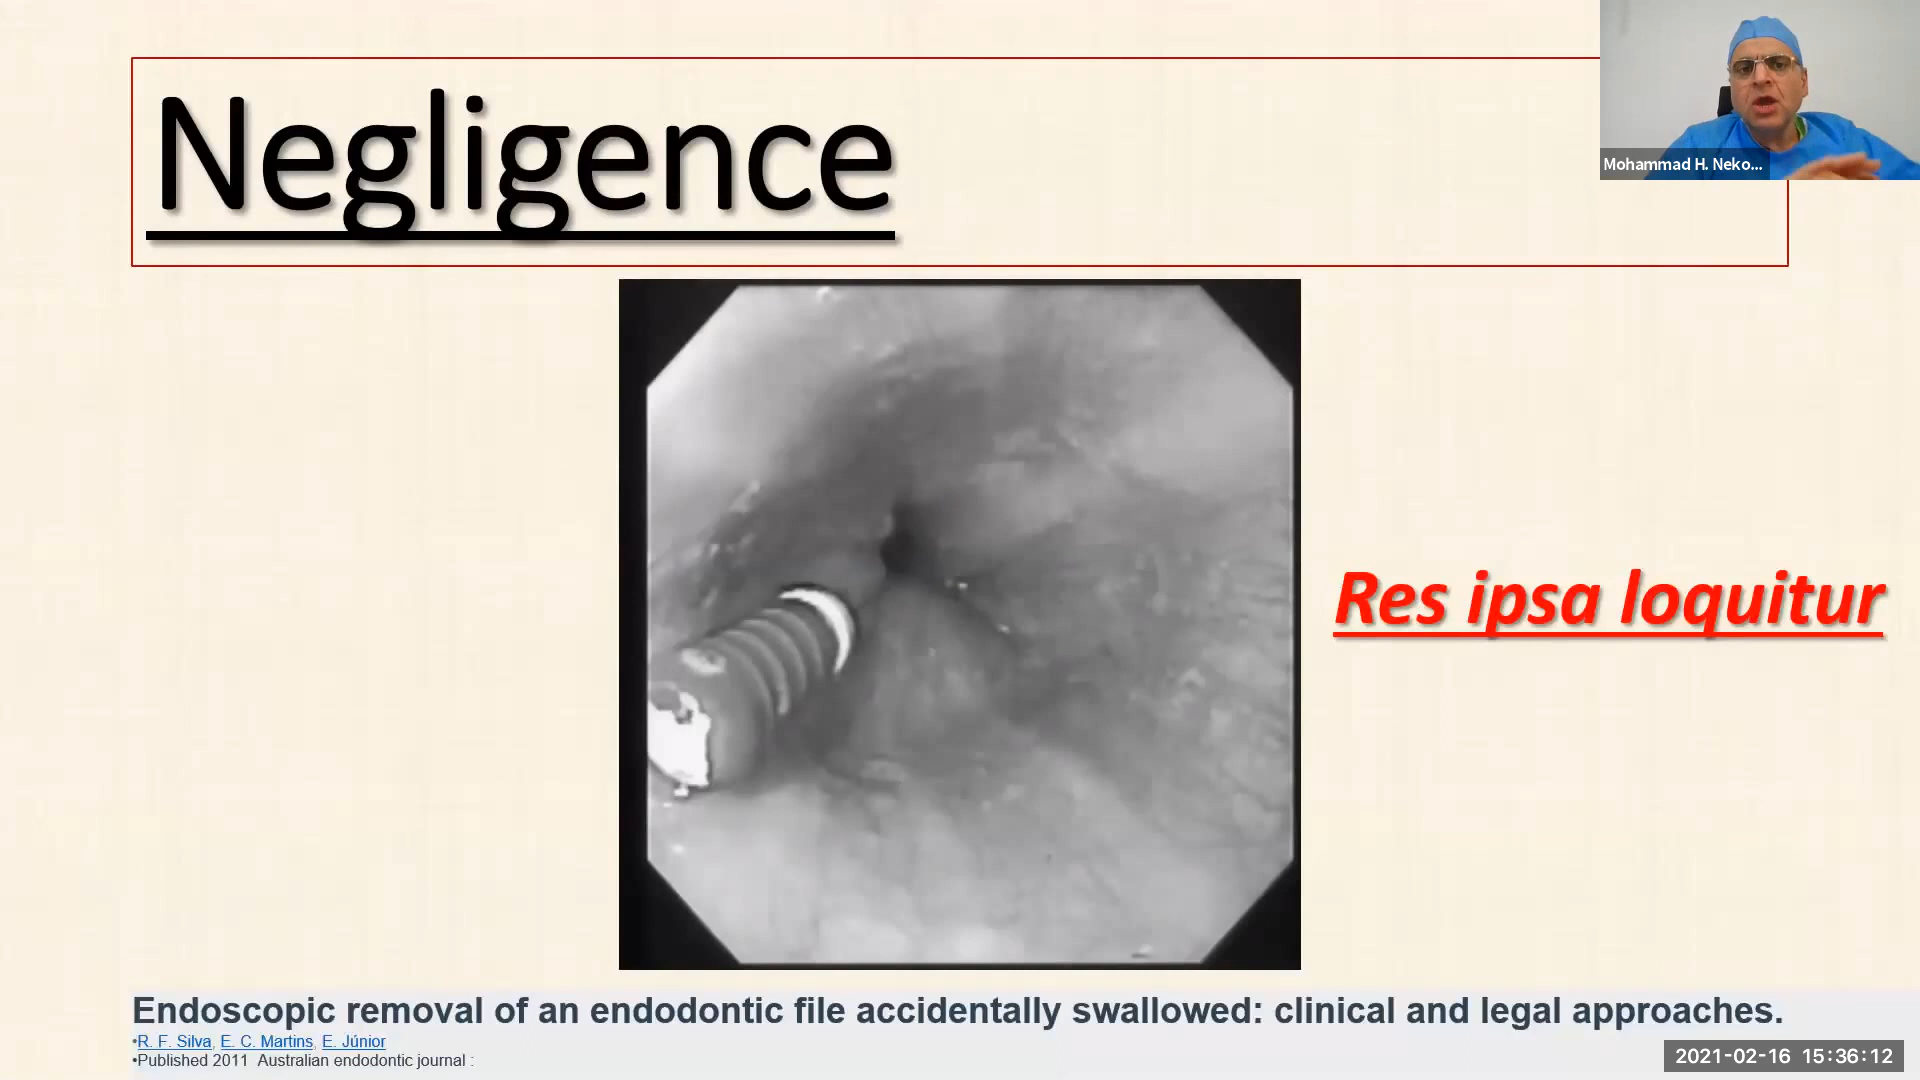 Negligence
Mohammad H. Neko...
Res ipsa loquitur
Endoscopic removal of an endodontic file accidentally swallowed: clinical and legal approaches.
•R. F. Silva, E. C. Martins, E. Júnior
•Published 2011 Australian endodontic journal :
2021-02-16 15:36:12